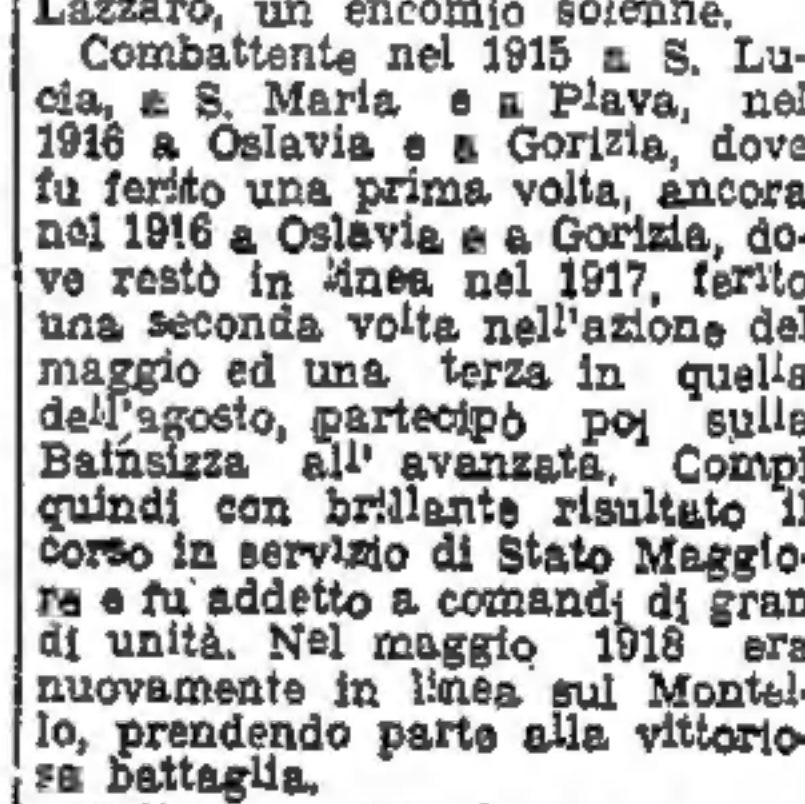 Lazzaro, un encomio solenne.
Combattente nel 1915 a S. Lu-
cia, a S. Maria e a Plava, nel
1916 a Oslavia e a Gorizia, dove
fu ferito una prima volta, ancora
nel 1916 a Oslavia e a Gorizia, do-
ve restò in linea nel 1917, ferito
una seconda volta nell'azione del
maggio ed una terza in quella
dell'agosto, partecipò poi sulla
Bainsizza all' avanzata. Compì
quindi con brillante risultato il
corso in servizio di Stato Maggio-
re e fu addetto a comandi di gran
di unità. Nel maggio 1918 era
nuovamente in linea sul Montel-
lo, prendendo parte alla vittorio-
sa battaglia.